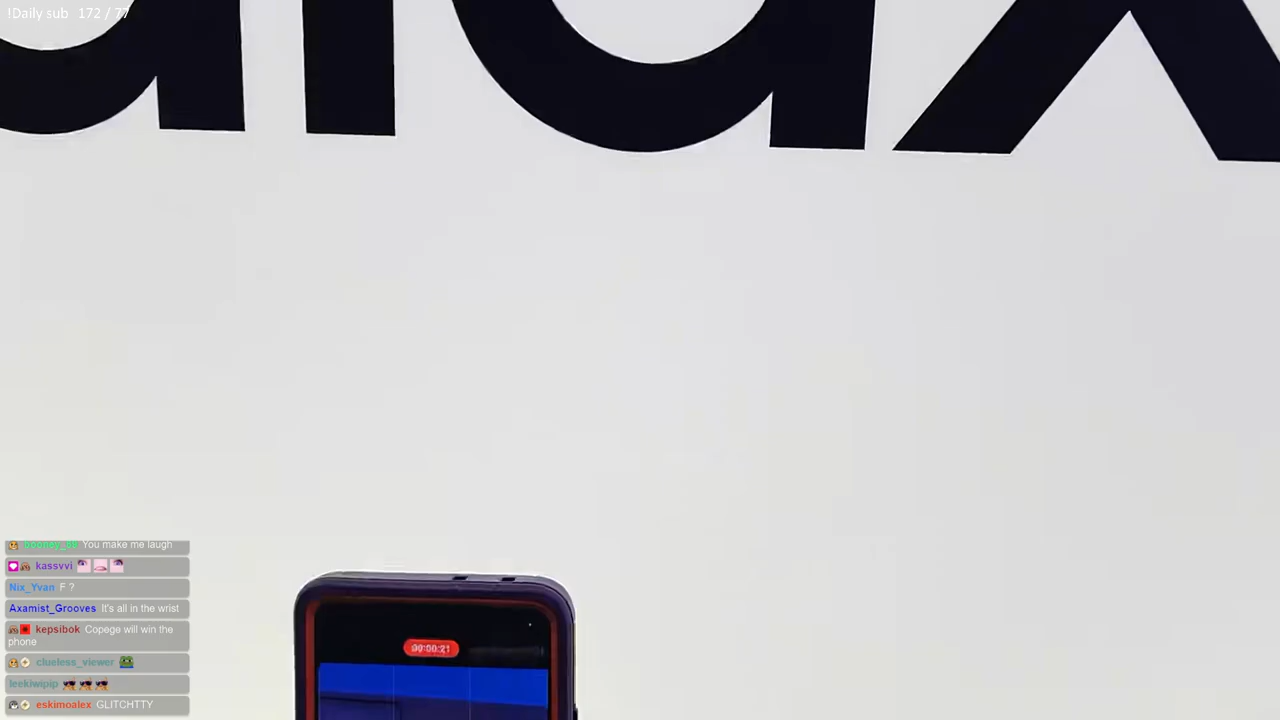 !Daily sub 172 / 77
alax
You make me laugh
kassvvi
Nix_Yvan F ?
Axamist_Grooves It's all in the wrist
kepsibok Copege will win the
phone
clueless_viewer
leekiwipip
eskimoalex GLITCHTTY
00:00:21